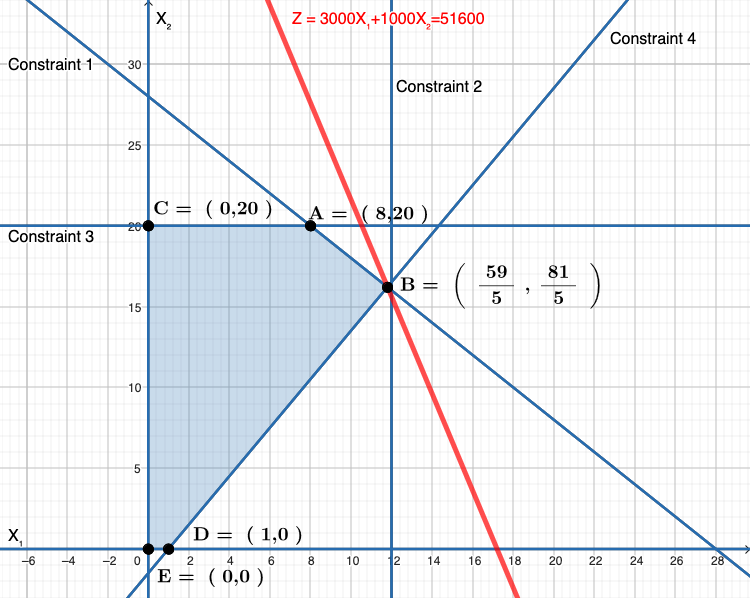 Z = 3000X₁+1000X₂=51600
X₂
Constraint 4
30
Constraint 1
Constraint 2
25
C = ( 0,20 )
A = ( 8,20 )
20
Constraint 3
B = ( 59/5 , 81/5 )
15
10
5
D = ( 1,0 )
X₁
−6 −4 −2 0 2 4 6 8 10 12 14 16 18 20 22 24 26 28
E = ( 0,0 )